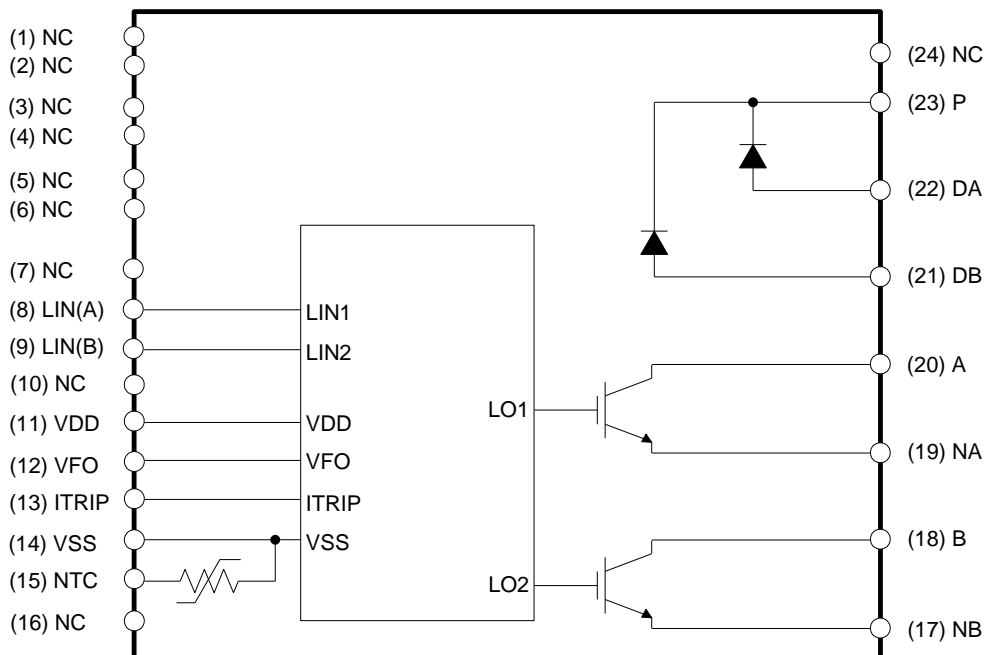 (1) NC
(2) NC
(3) NC
(4) NC
(5) NC
(6) NC
(7) NC
(8) LIN(A)
(9) LIN(B)
(10) NC
(11) VDD
(12) VFO
(13) ITRIP
(14) VSS
(15) NTC
(16) NC
LIN1
LIN2
VDD
VFO
ITRIP
VSS
LO1
LO2
(24) NC
(23) P
(22) DA
(21) DB
(20) A
(19) NA
(18) B
(17) NB